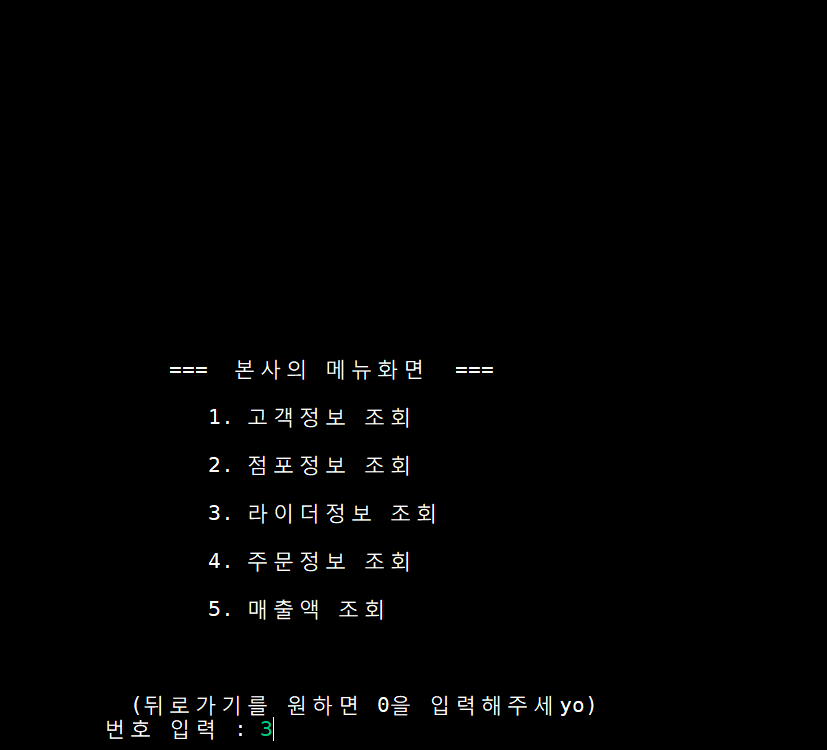 === 본사의 메뉴화면 ===
1. 고객정보 조회
2. 점포정보 조회
3. 라이더정보 조회
4. 주문정보 조회
5. 매출액 조회
(뒤로가기를 원하면 0을 입력해주세yo)
번호 입력 : 3